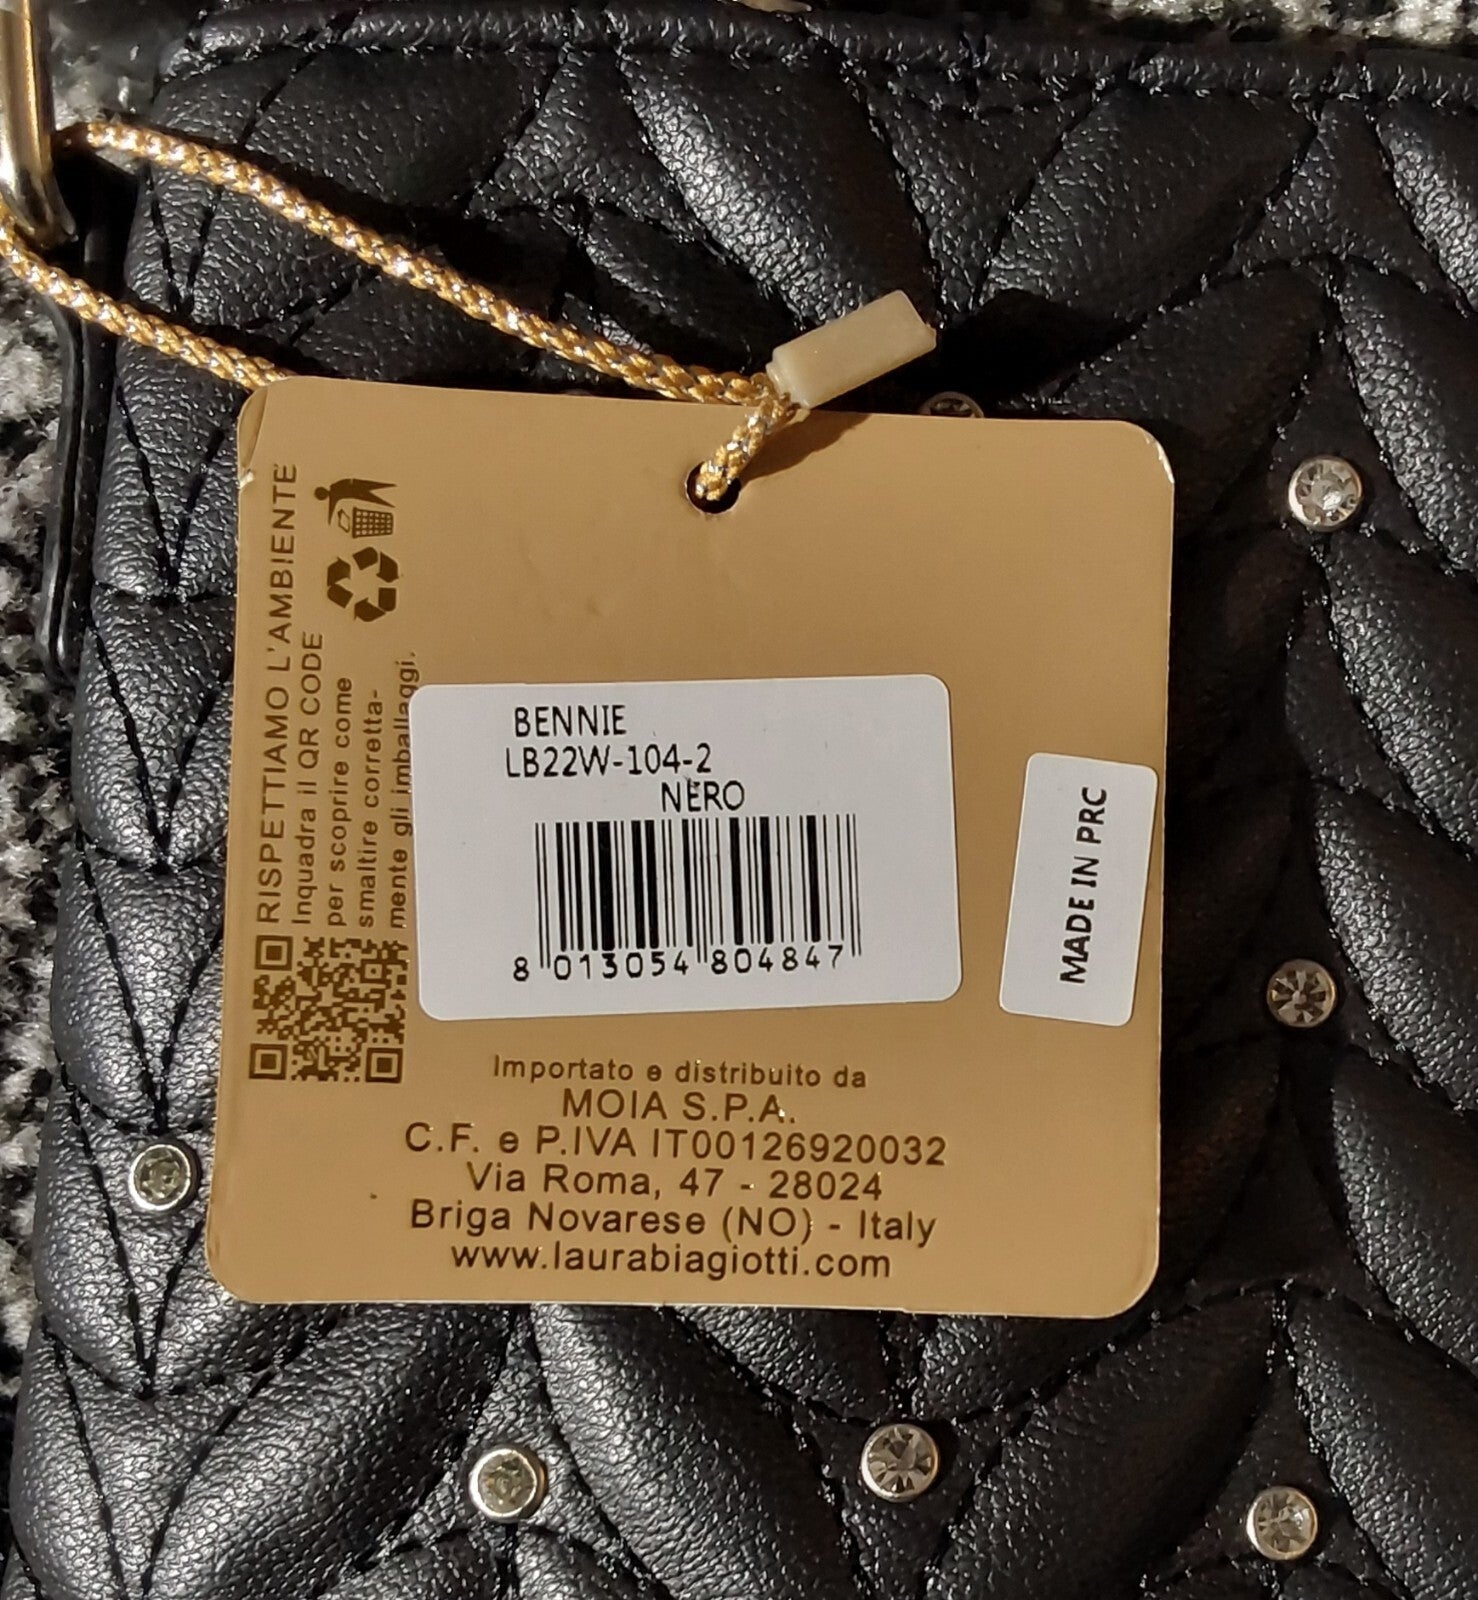 RISPETTIAMO L'AMBIENTE
Inquadra il QR CODE
per scoprire come
smaltire corretta-
mente gli imballaggi.
BENNIE
LB22W-104-2
NERO
8 013054 804847
MADE IN PRC
Importato e distribuito da
MOIA S.P.A.
C.F. e P.IVA IT00126920032
Via Roma, 47 - 28024
Briga Novarese (NO) - Italy
www.laurabiagiotti.com